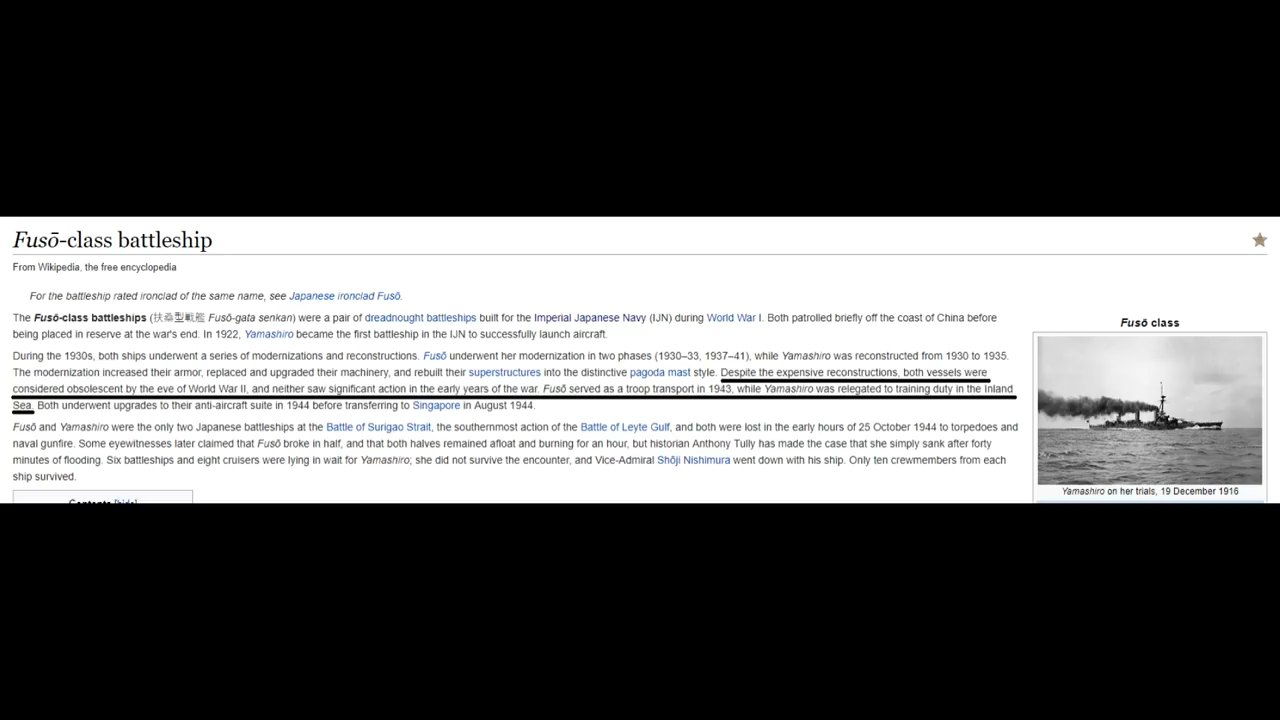 Fusō-class battleship
From Wikipedia, the free encyclopedia
For the battleship rated ironclad of the same name, see Japanese ironclad Fusō.
The Fusō-class battleships (扶桑型戦艦 Fusō-gata senkan) were a pair of dreadnought battleships built for the Imperial Japanese Navy (IJN) during World War I. Both patrolled briefly off the coast of China before
being placed in reserve at the war's end. In 1922, Yamashiro became the first battleship in the IJN to successfully launch aircraft.
During the 1930s, both ships underwent a series of modernizations and reconstructions. Fusō underwent her modernization in two phases (1930–33, 1937–41), while Yamashiro was reconstructed from 1930 to 1935.
The modernization increased their armor, replaced and upgraded their machinery, and rebuilt their superstructures into the distinctive pagoda mast style. Despite the expensive reconstructions, both vessels were
considered obsolescent by the eve of World War II, and neither saw significant action in the early years of the war. Fusō served as a troop transport in 1943, while Yamashiro was relegated to training duty in the Inland
Sea. Both underwent upgrades to their anti-aircraft suite in 1944 before transferring to Singapore in August 1944.
Fusō and Yamashiro were the only two Japanese battleships at the Battle of Surigao Strait, the southernmost action of the Battle of Leyte Gulf, and both were lost in the early hours of 25 October 1944 to torpedoes and
naval gunfire. Some eyewitnesses later claimed that Fusō broke in half, and that both halves remained afloat and burning for an hour, but historian Anthony Tully has made the case that she simply sank after forty
minutes of flooding. Six battleships and eight cruisers were lying in wait for Yamashiro; she did not survive the encounter, and Vice-Admiral Shōji Nishimura went down with his ship. Only ten crewmembers from each
ship survived.
Contents [hide]
Fusō class
Yamashiro on her trials, 19 December 1916